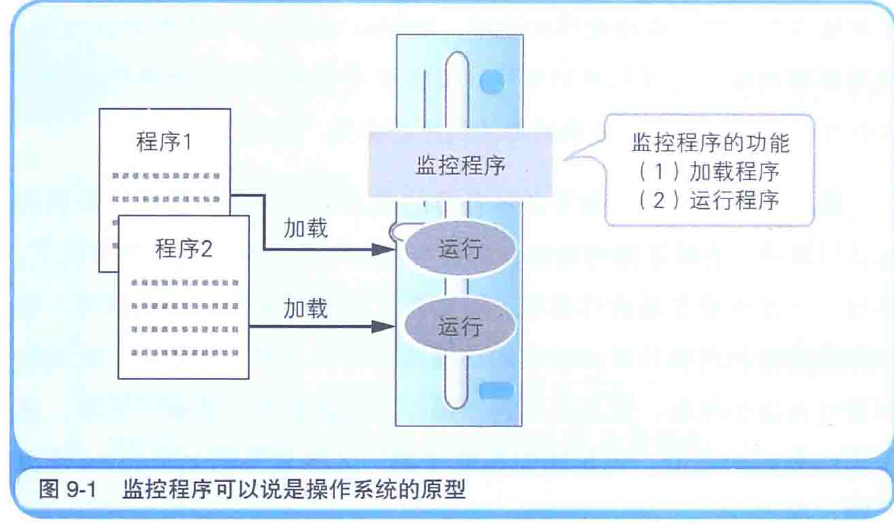 程序1
程序2
加载
加载
监控程序
运行
运行
监控程序的功能
（1）加载程序
（2）运行程序
图 9-1 监控程序可以说是操作系统的原型